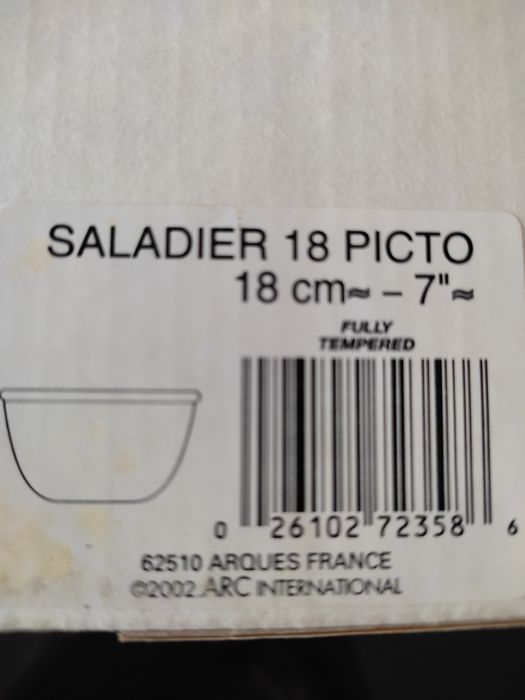 SALADIER 18 PICTO
18 cm≈ – 7"≈
FULLY
TEMPERED
0 26102 72358 6
62510 ARQUES FRANCE
©2002 ARC INTERNATIONAL